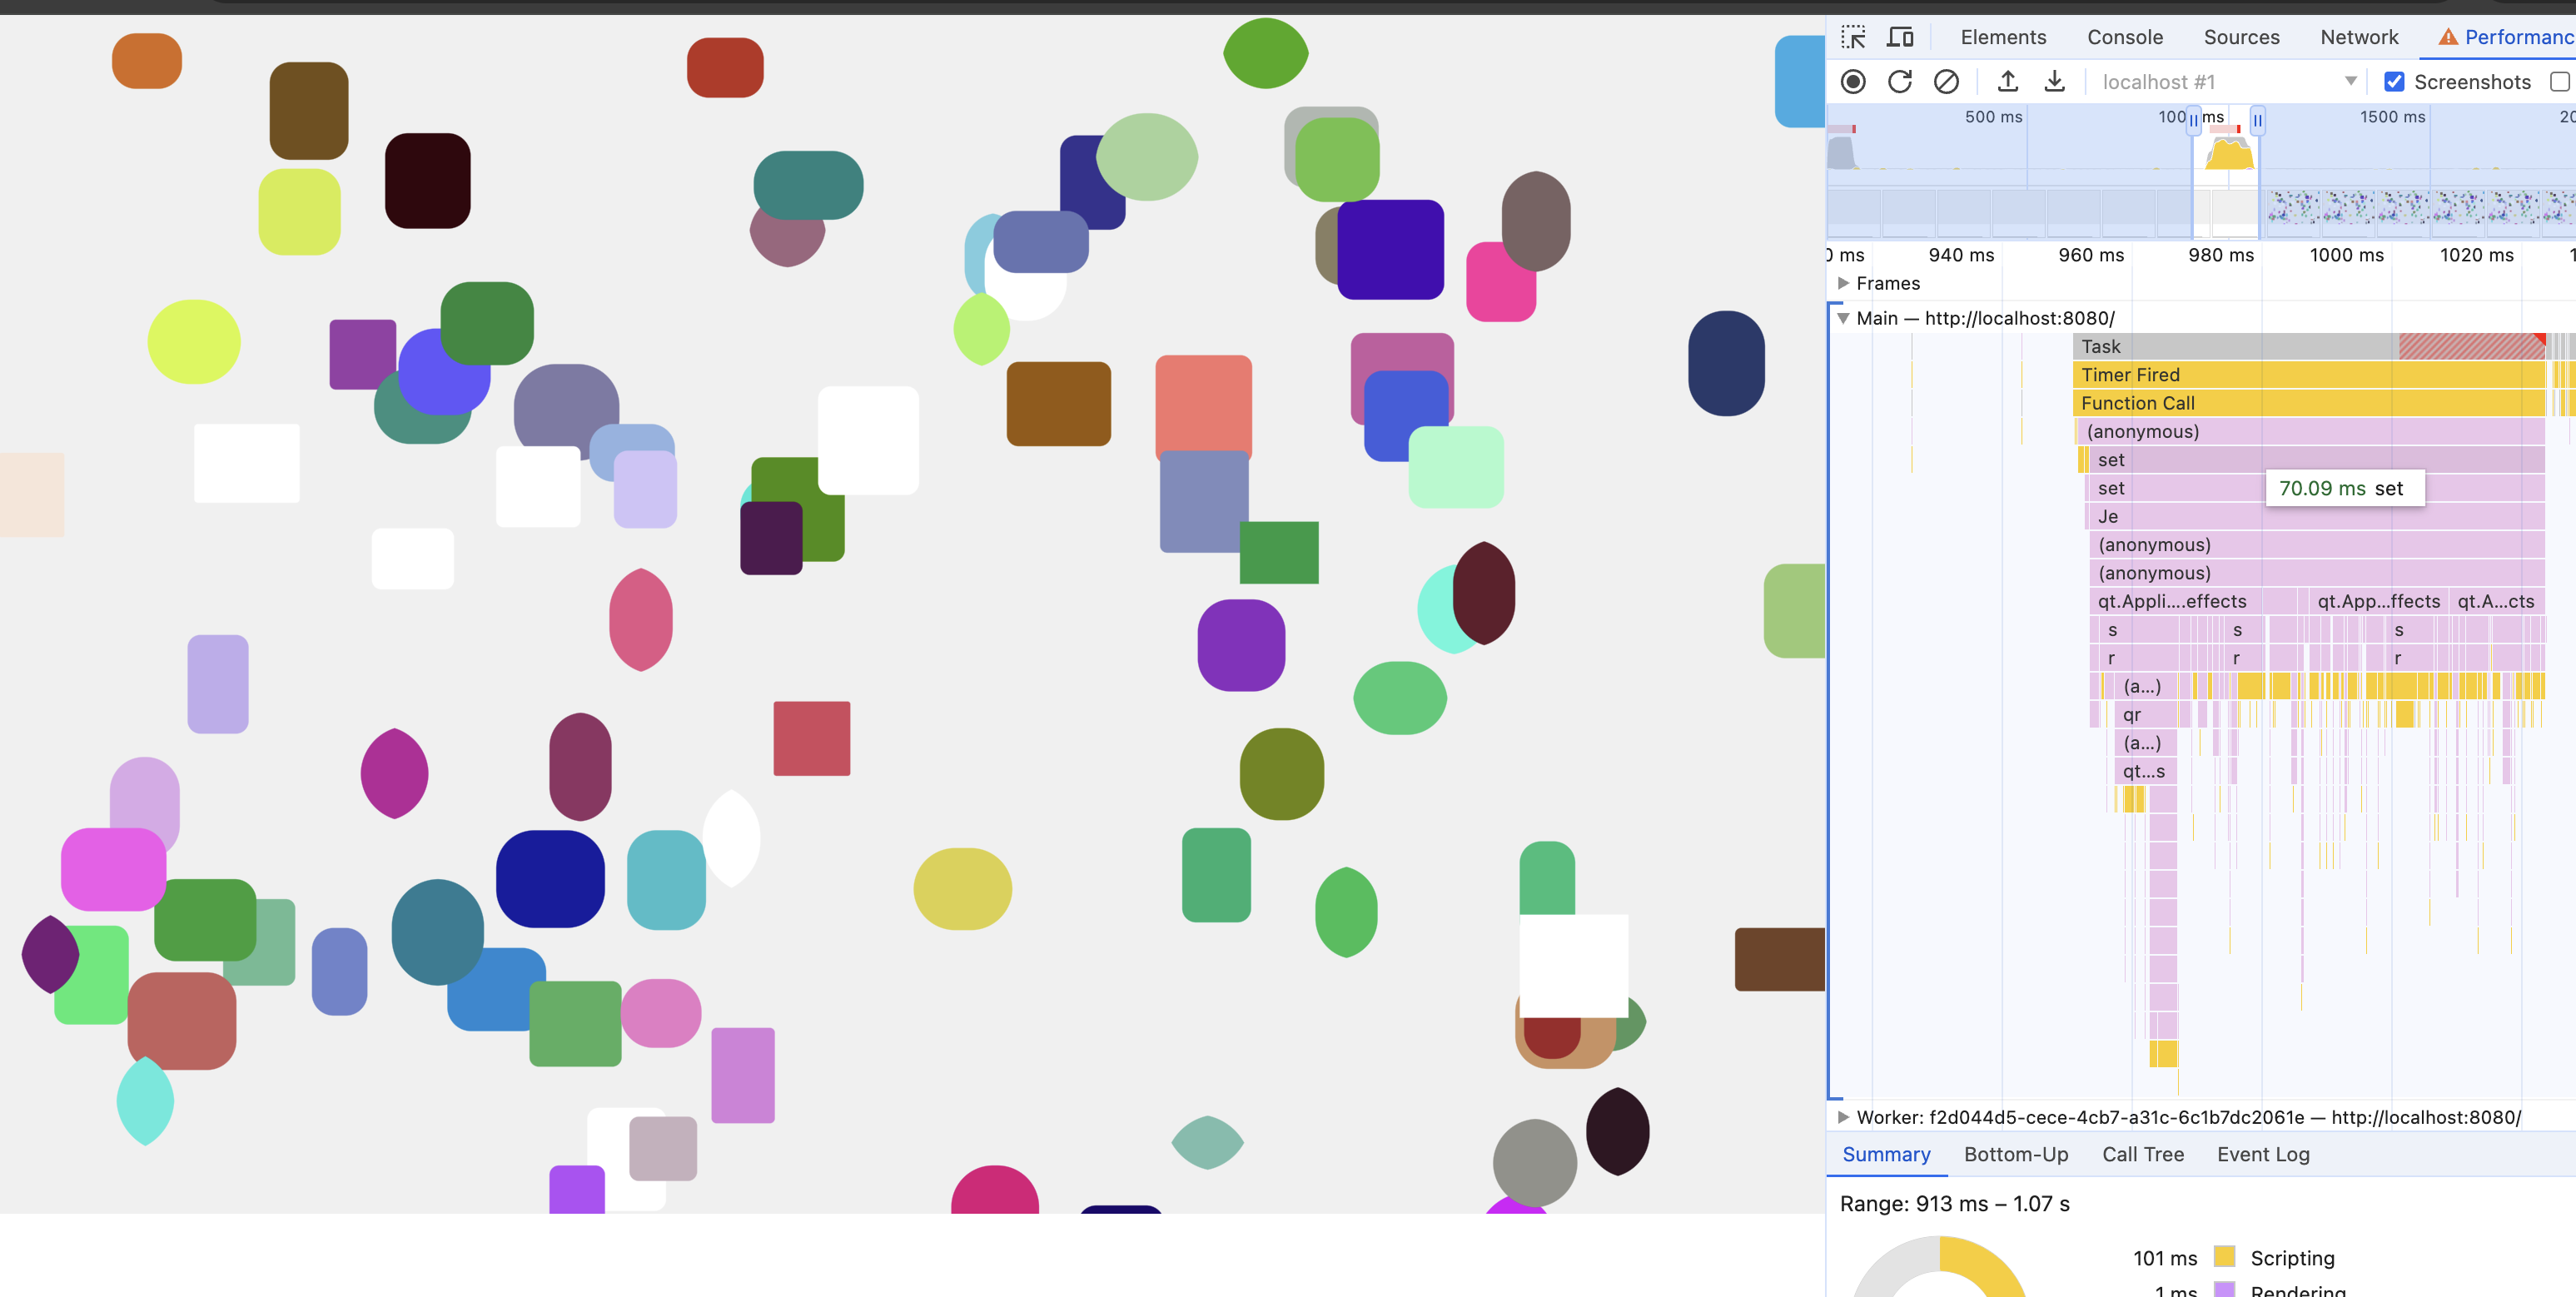 Elements Console Sources Network Performanc
localhost #1 Screenshots
500 ms 100 ms 1500 ms 20
0 ms 940 ms 960 ms 980 ms 1000 ms 1020 ms 1
Frames
Main — http://localhost:8080/
Task
Timer Fired
Function Call
(anonymous)
set
set 70.09 ms set
Je
(anonymous)
(anonymous)
qt.Appli....effects qt.App...ffects qt.A...cts
s s s
r r r
(a...)
qr
(a...)
qt...s
Worker: f2d044d5-cece-4cb7-a31c-6c1b7dc2061e — http://localhost:8080/
Summary Bottom-Up Call Tree Event Log
Range: 913 ms – 1.07 s
101 ms Scripting
1 ms Rendering